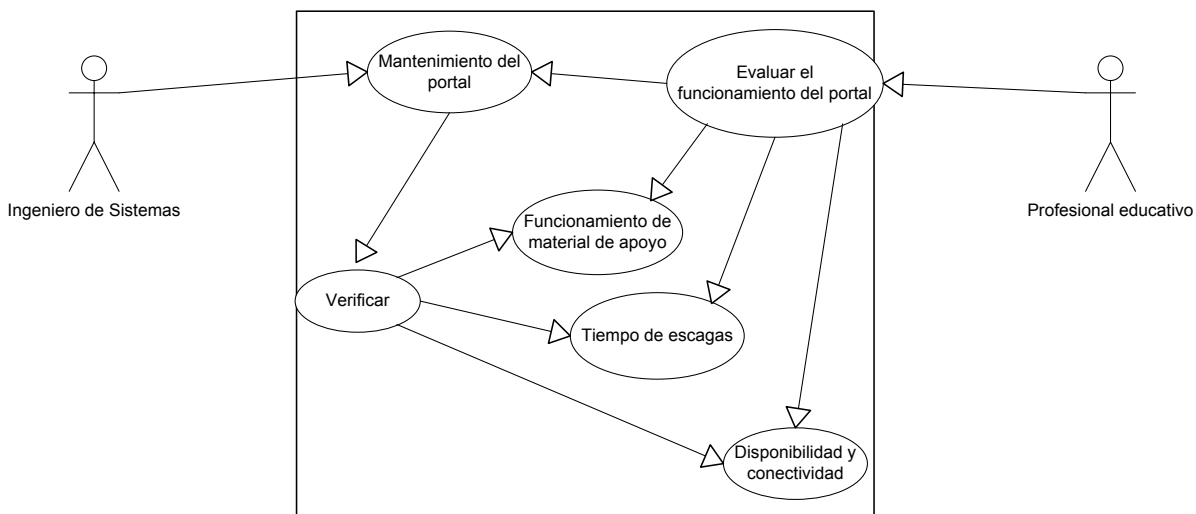 Mantenimiento del
portal
Evaluar el
funcionamiento del portal
Ingeniero de Sistemas
Profesional educativo
Funcionamiento de
material de apoyo
Verificar
Tiempo de escagas
Disponibilidad y
conectividad